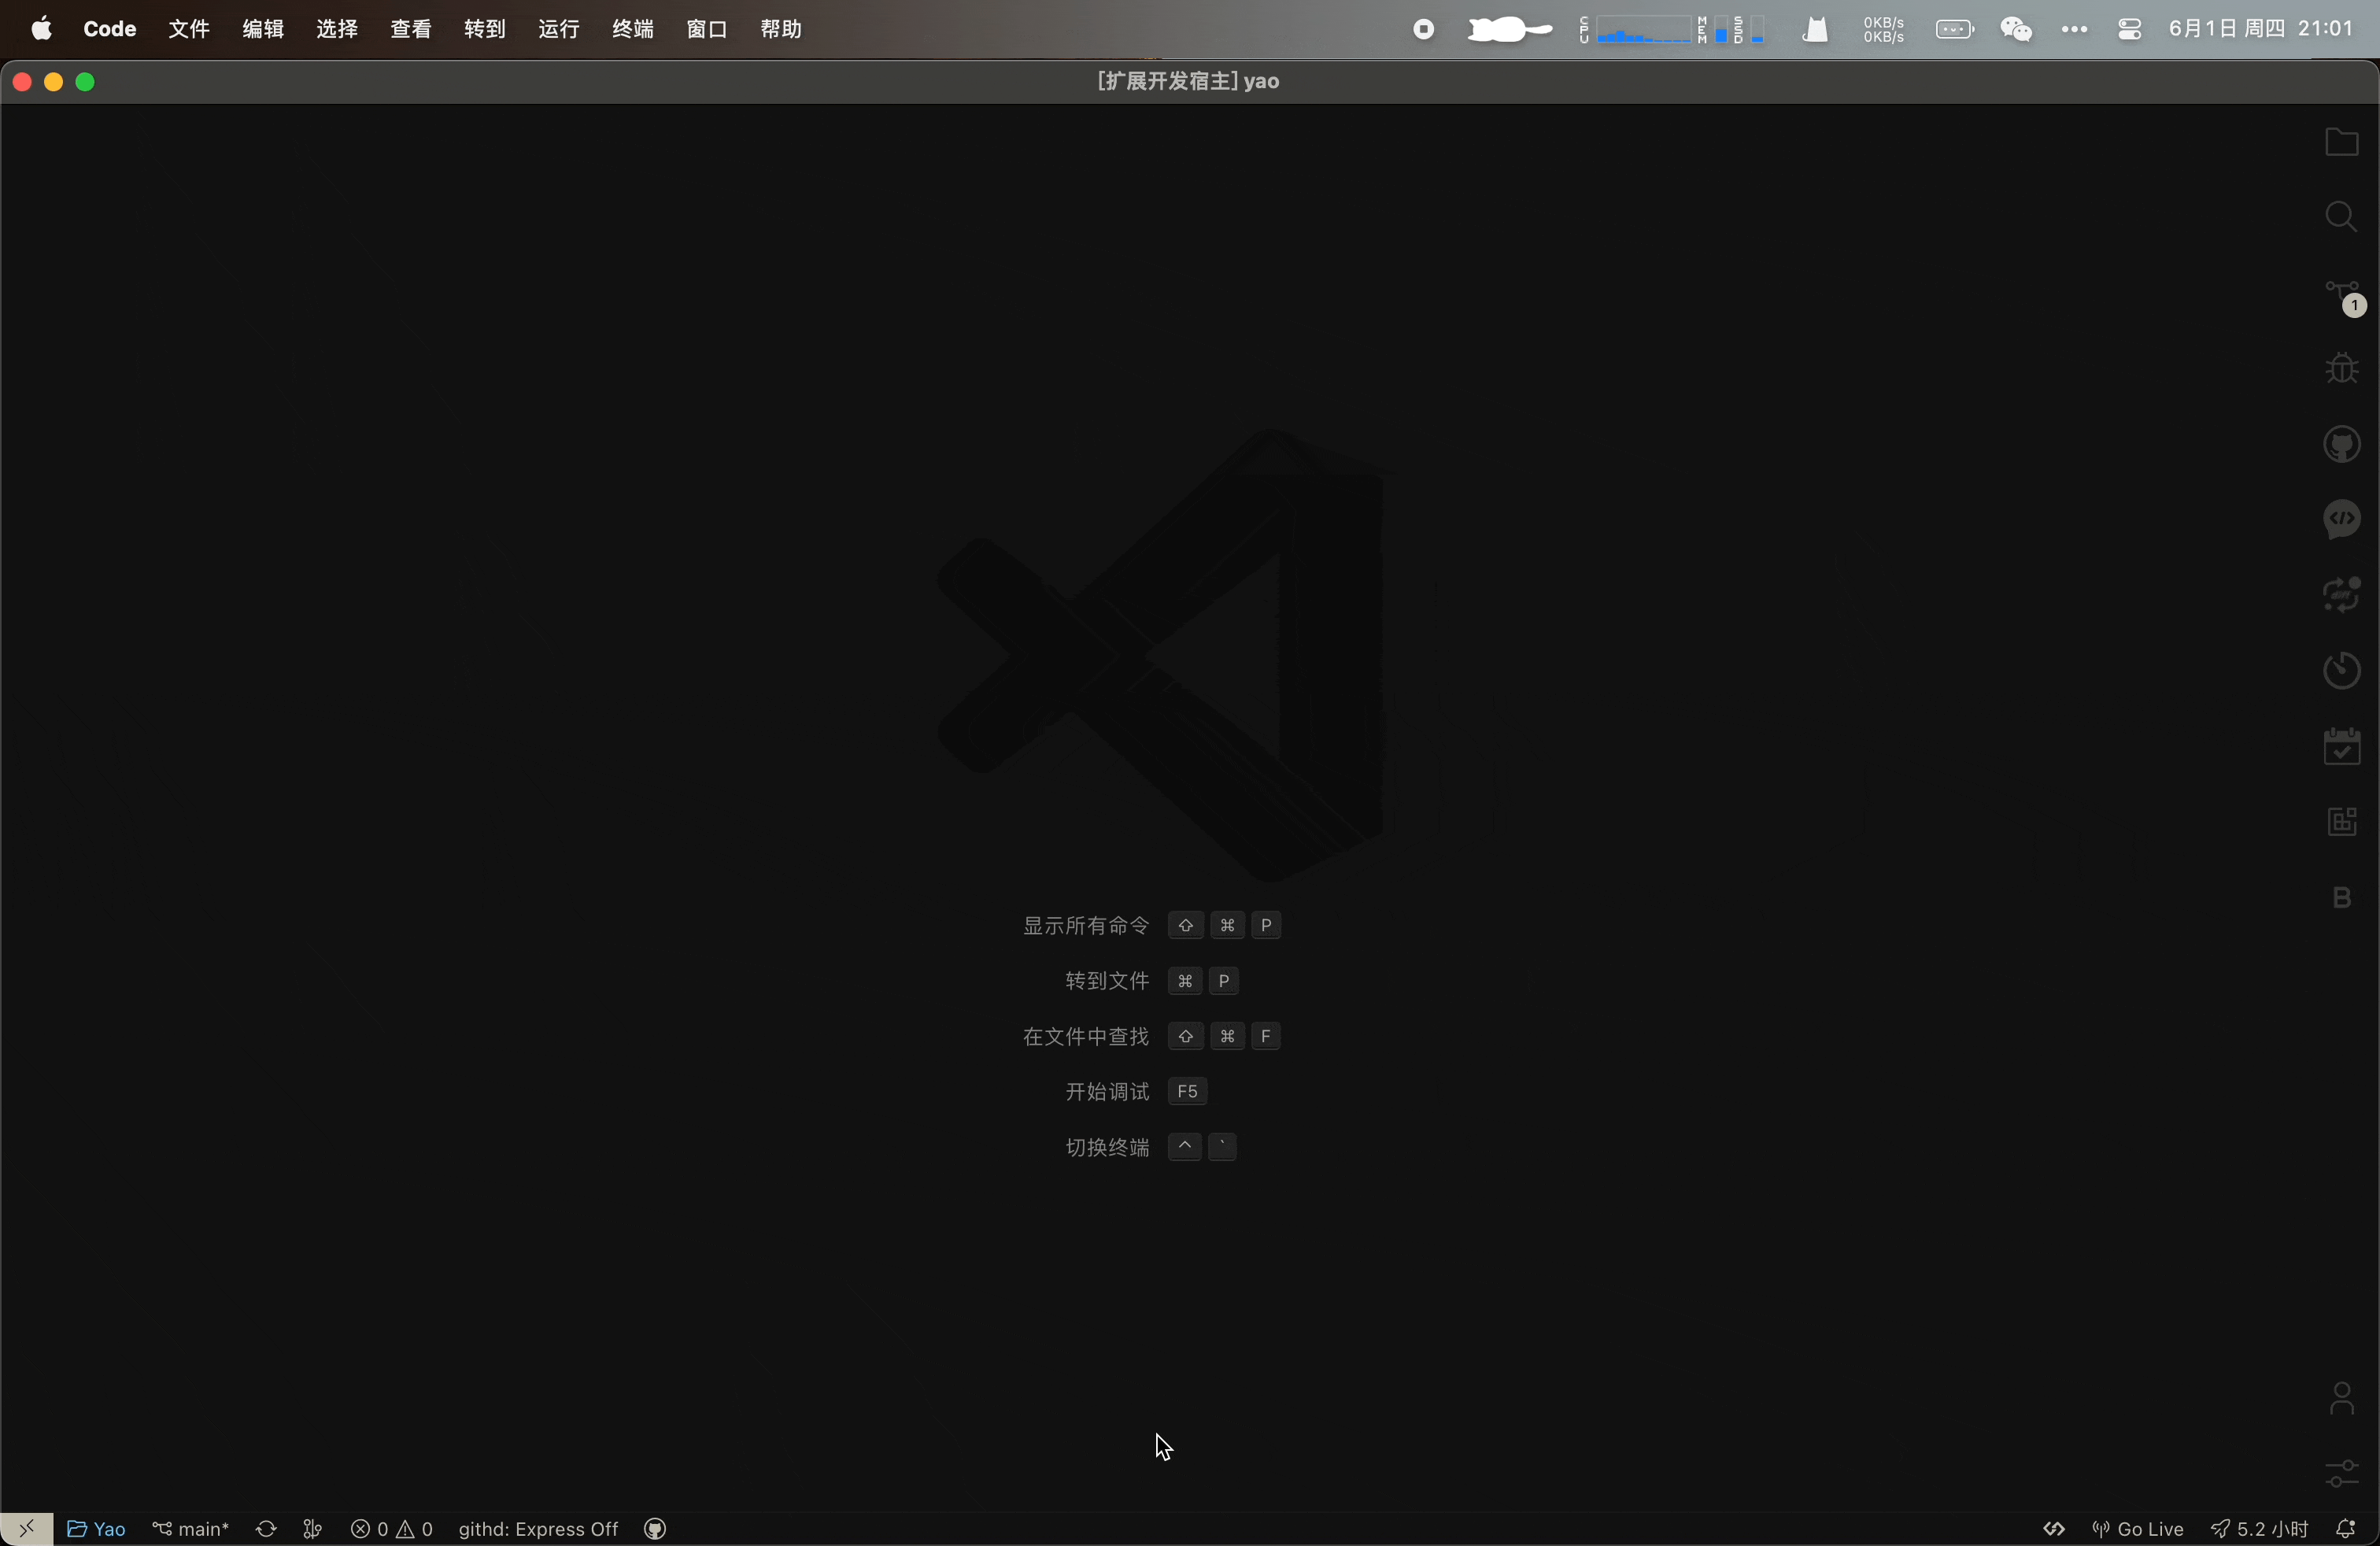 Code 文件 编辑 选择 查看 转到 运行 终端 窗口 帮助 CPU MEM SSD 0KB/s 0KB/s 6月1日 周四 21:01
[扩展开发宿主] yao
1
显示所有命令 ⇧ ⌘ P
转到文件 ⌘ P
在文件中查找 ⇧ ⌘ F
开始调试 F5
切换终端 ^ `
B
Yao main* 0 0 githd: Express Off Go Live 5.2 小时